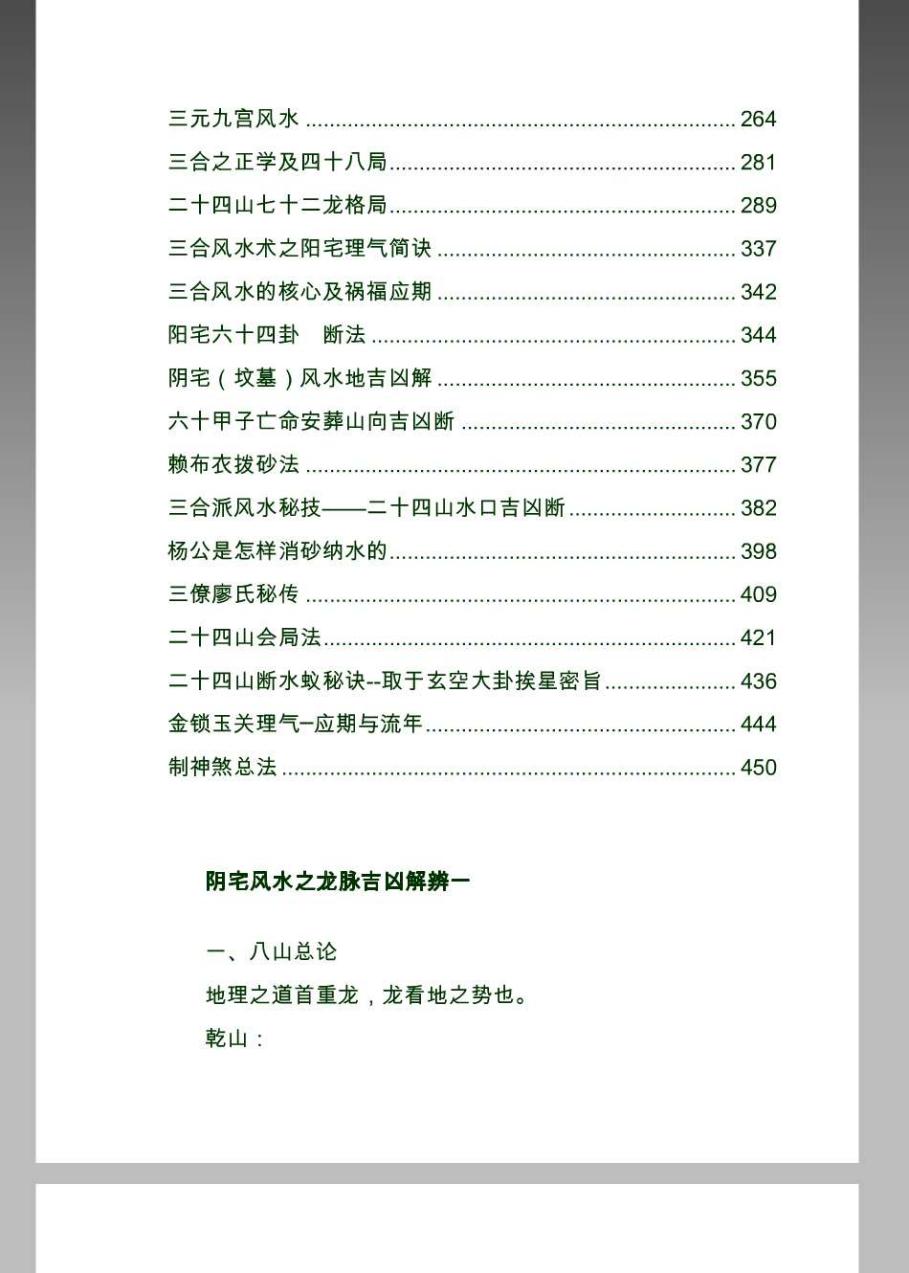 三元九宫风水 ........................................................................ 264
三合之正学及四十八局.......................................................... 281
二十四山七十二龙格局.......................................................... 289
三合风水术之阳宅理气简诀 .................................................. 337
三合风水的核心及祸福应期 .................................................. 342
阳宅六十四卦　断法 ............................................................. 344
阴宅（坟墓）风水地吉凶解 .................................................. 355
六十甲子亡命安葬山向吉凶断 .............................................. 370
赖布衣拨砂法 ........................................................................ 377
三合派风水秘技——二十四山水口吉凶断............................ 382
杨公是怎样消砂纳水的.......................................................... 398
三僚廖氏秘传 ........................................................................ 409
二十四山会局法..................................................................... 421
二十四山断水蚁秘诀--取于玄空大卦挨星密旨...................... 436
金锁玉关理气–应期与流年.................................................... 444
制神煞总法 ............................................................................ 450
阴宅风水之龙脉吉凶解辨一
一、八山总论
地理之道首重龙，龙看地之势也。
乾山：